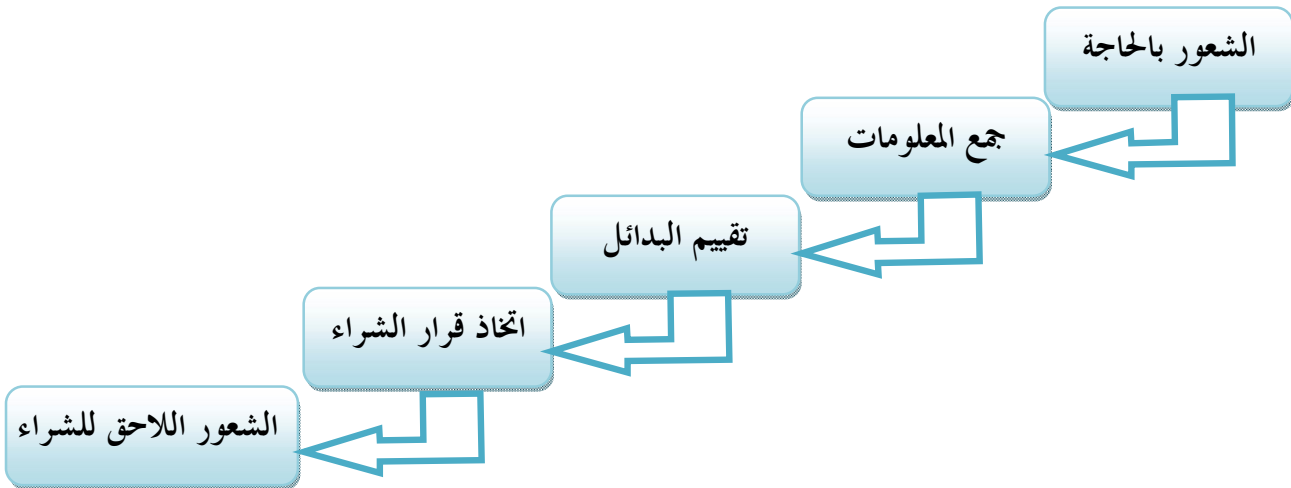 الشعور بالحاجة
جمع المعلومات
تقييم البدائل
اتخاذ قرار الشراء
الشعور اللاحق للشراء